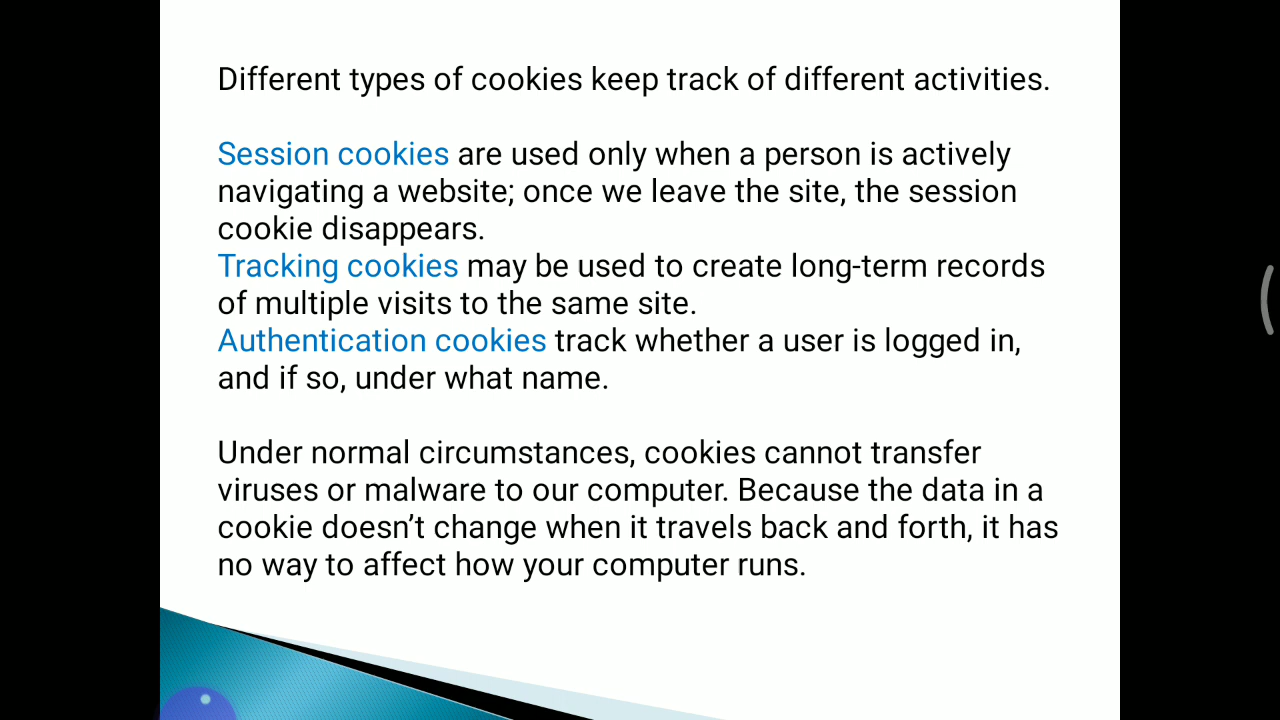 Different types of cookies keep track of different activities.
Session cookies are used only when a person is actively
navigating a website; once we leave the site, the session
cookie disappears.
Tracking cookies may be used to create long-term records
of multiple visits to the same site.
Authentication cookies track whether a user is logged in,
and if so, under what name.
Under normal circumstances, cookies cannot transfer
viruses or malware to our computer. Because the data in a
cookie doesn’t change when it travels back and forth, it has
no way to affect how your computer runs.